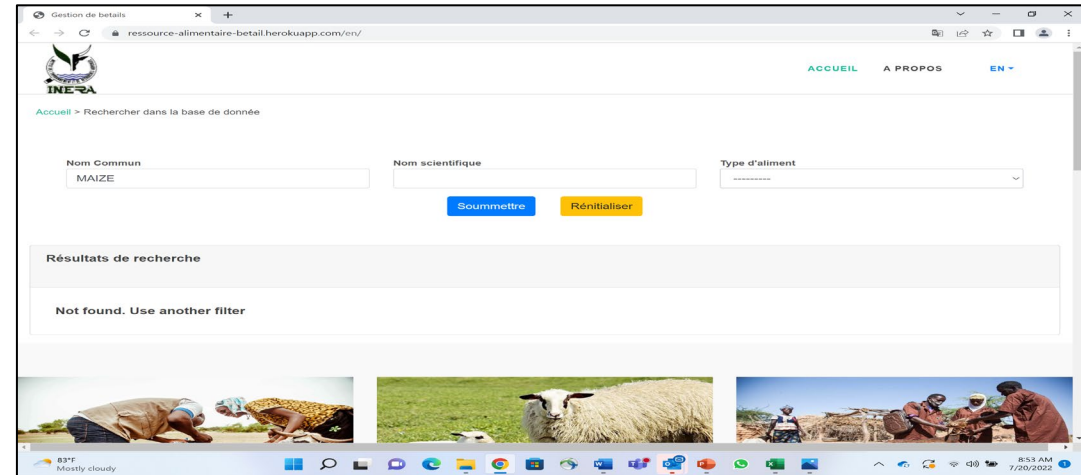 Gestion de betails
ressource-alimentaire-betail.herokuapp.com/en/
INERA
ACCUEIL A PROPOS EN
Accueil > Rechercher dans la base de donnée
Nom Commun Nom scientifique Type d'aliment
MAIZE ---------
Soummettre Rénitialiser
Résultats de recherche
Not found. Use another filter
83°F
Mostly cloudy
8:53 AM
7/20/2022